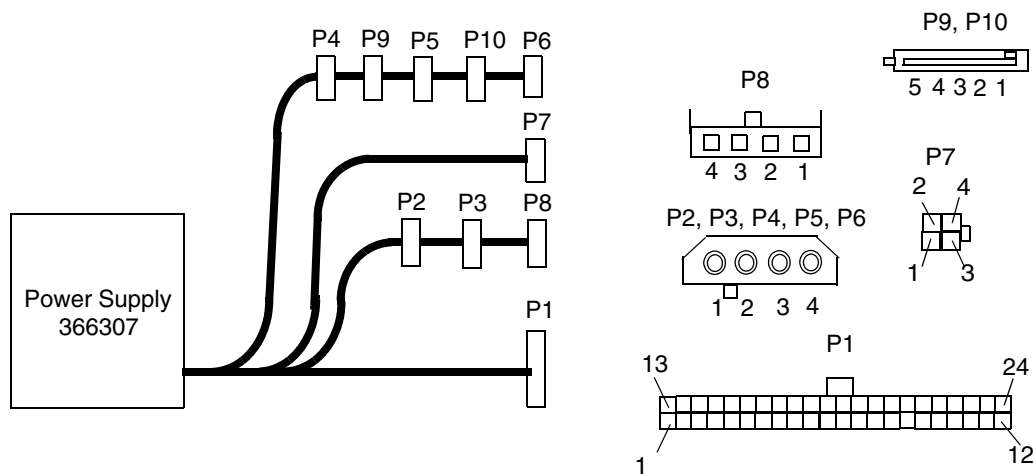 P4 P9 P5 P10 P6
P7
P2 P3 P8
P1
Power Supply
366307
P8
4 3 2 1
P9, P10
5 4 3 2 1
P7
2 4
1 3
P2, P3, P4, P5, P6
1 2 3 4
P1
13 24
1 12